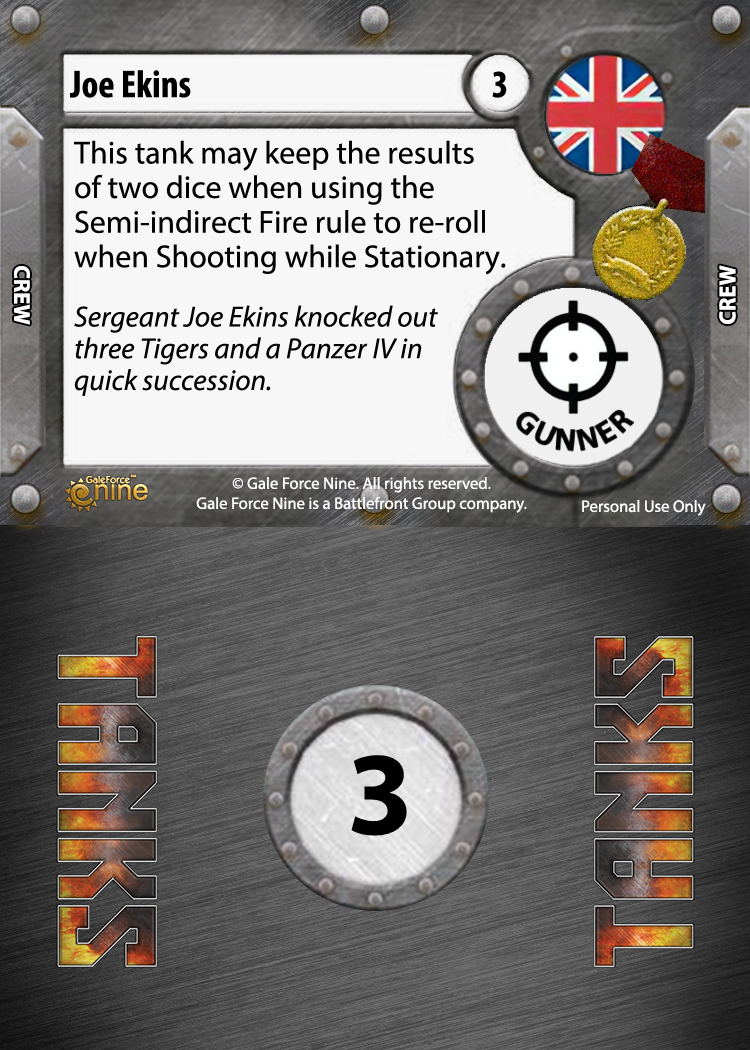 Joe Ekins
3
This tank may keep the results
of two dice when using the
Semi-indirect Fire rule to re-roll
when Shooting while Stationary.
Sergeant Joe Ekins knocked out
three Tigers and a Panzer IV in
quick succession.
CREW
CREW
GUNNER
GaleForce™
nine
© Gale Force Nine. All rights reserved.
Gale Force Nine is a Battlefront Group company.
Personal Use Only
TANKS
3
TANKS